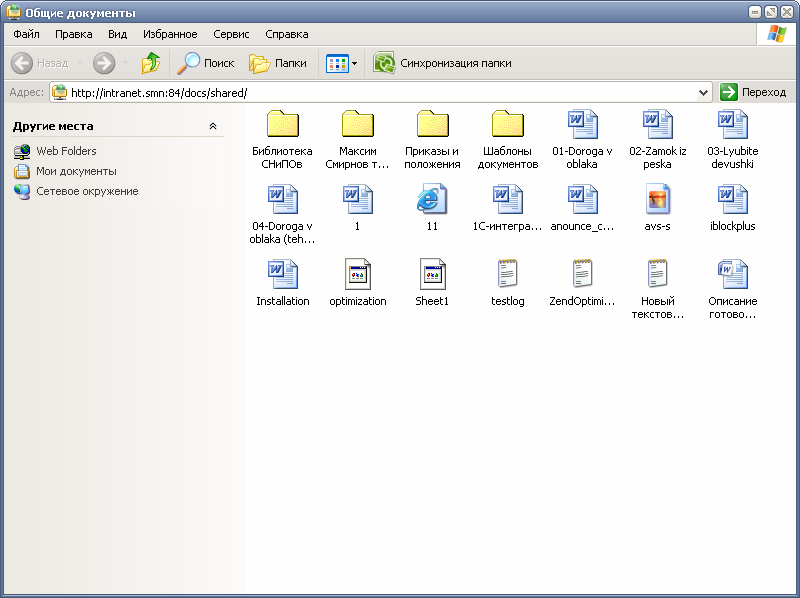 Общие документы
Файл Правка Вид Избранное Сервис Справка
Назад Поиск Папки Синхронизация папки
Адрес: http://intranet.smn:84/docs/shared/ Переход
Другие места
Web Folders
Мои документы
Сетевое окружение
Библиотека СНиПОв
Максим Смирнов т...
Приказы и положения
Шаблоны документов
01-Doroga v oblaka
02-Zamok iz peska
03-Lyubite devushki
04-Doroga v oblaka (teh...
1
11
1С-интегра...
anounce_c...
avs-s
iblockplus
Installation
optimization
Sheet1
testlog
ZendOptimi...
Новый текстов...
Описание готово...